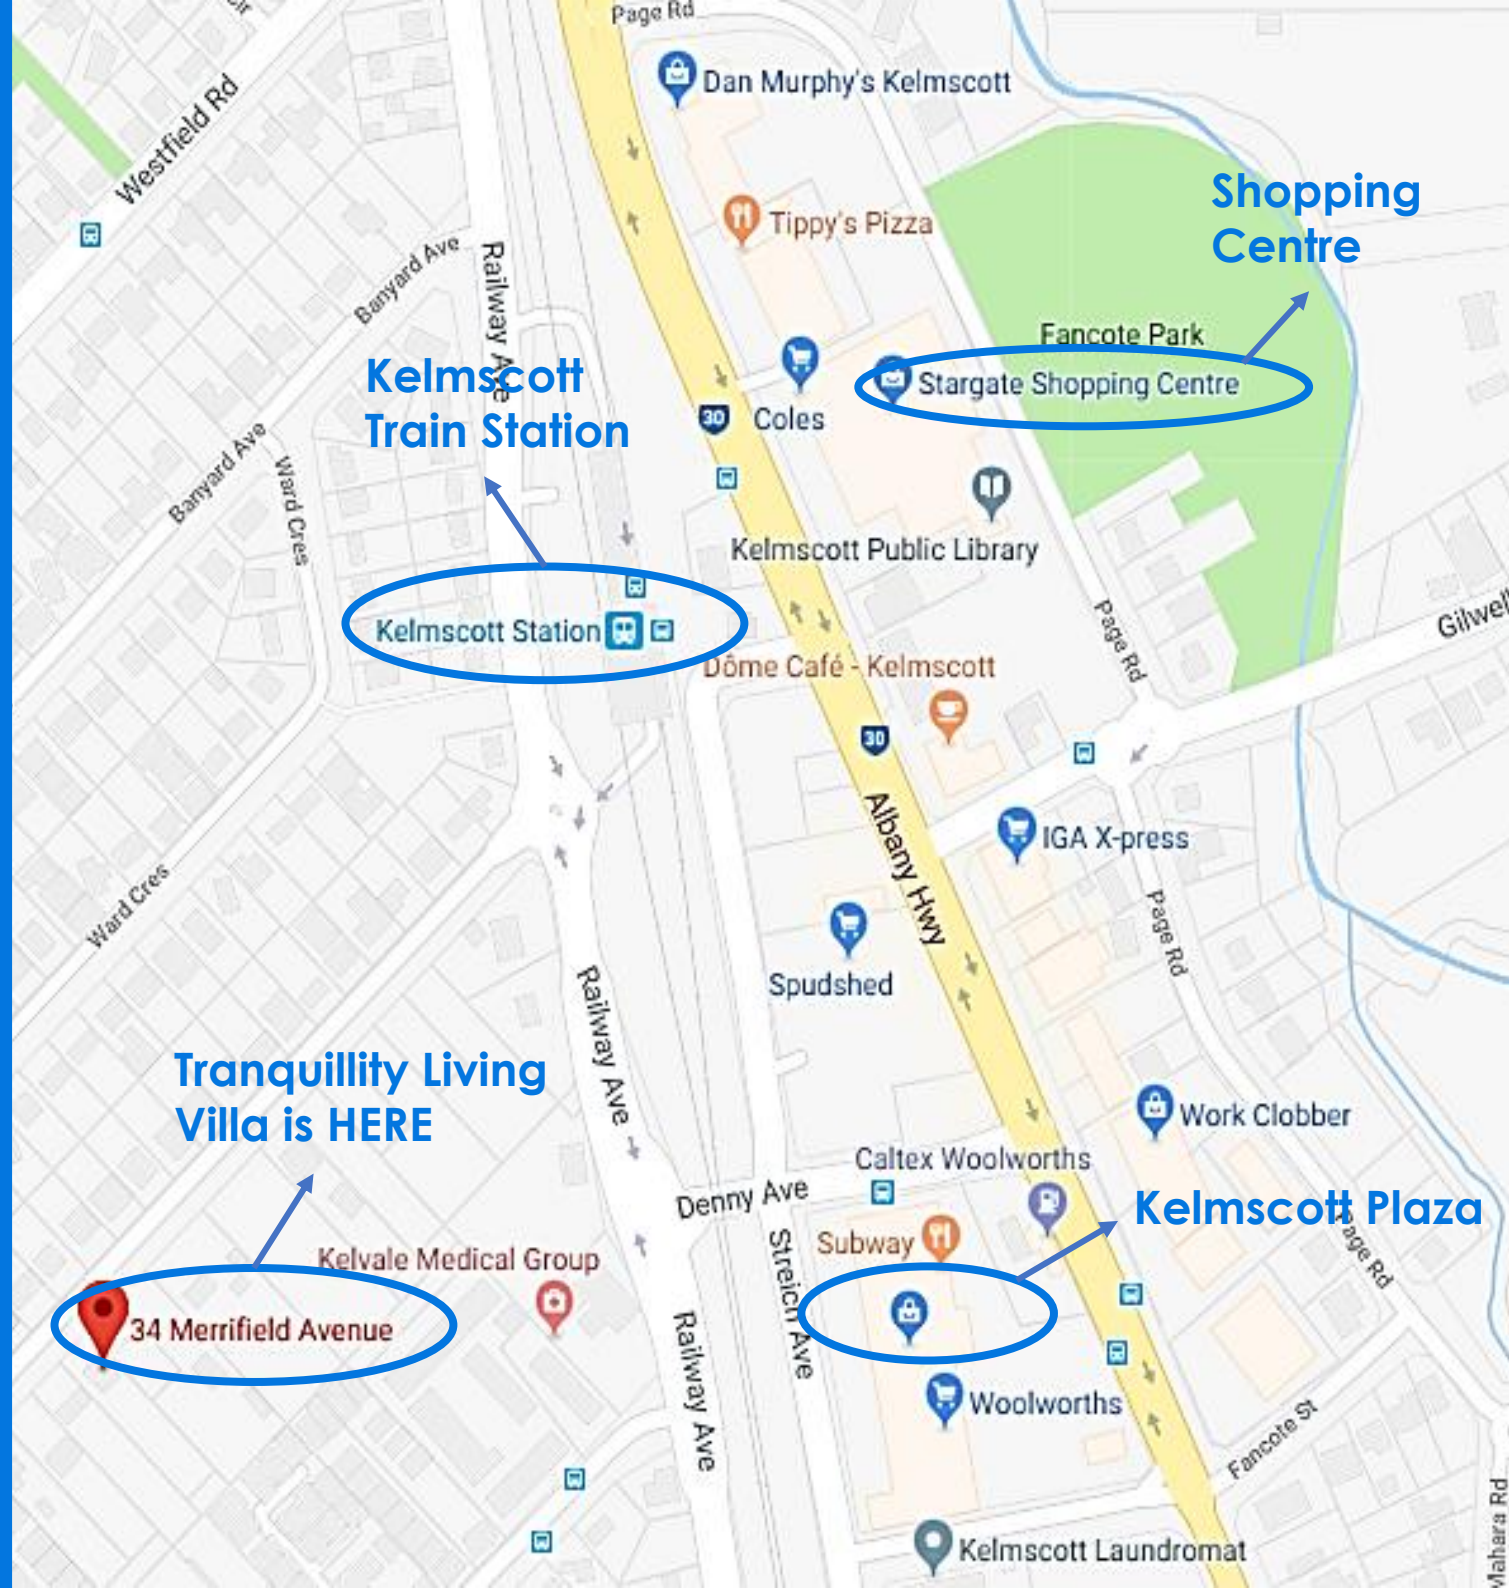 Page Rd
Dan Murphy's Kelmscott
Westfield Rd
Shopping
Centre
Tippy's Pizza
Banyard Ave
Railway Ave
Fancote Park
Kelmscott
Train Station
Stargate Shopping Centre
30
Coles
Banyard Ave
Ward Cres
Kelmscott Public Library
Page Rd
Kelmscott Station
Dôme Café - Kelmscott
30
Albany Hwy
IGA X-press
Ward Cres
Page Rd
Spudshed
Railway Ave
Tranquillity Living
Villa is HERE
Work Clobber
Caltex Woolworths
Denny Ave
Kelmscott Plaza
Subway
Streich Ave
Page Rd
Kelvale Medical Group
34 Merrifield Avenue
Railway Ave
Woolworths
Fancote St
Kelmscott Laundromat